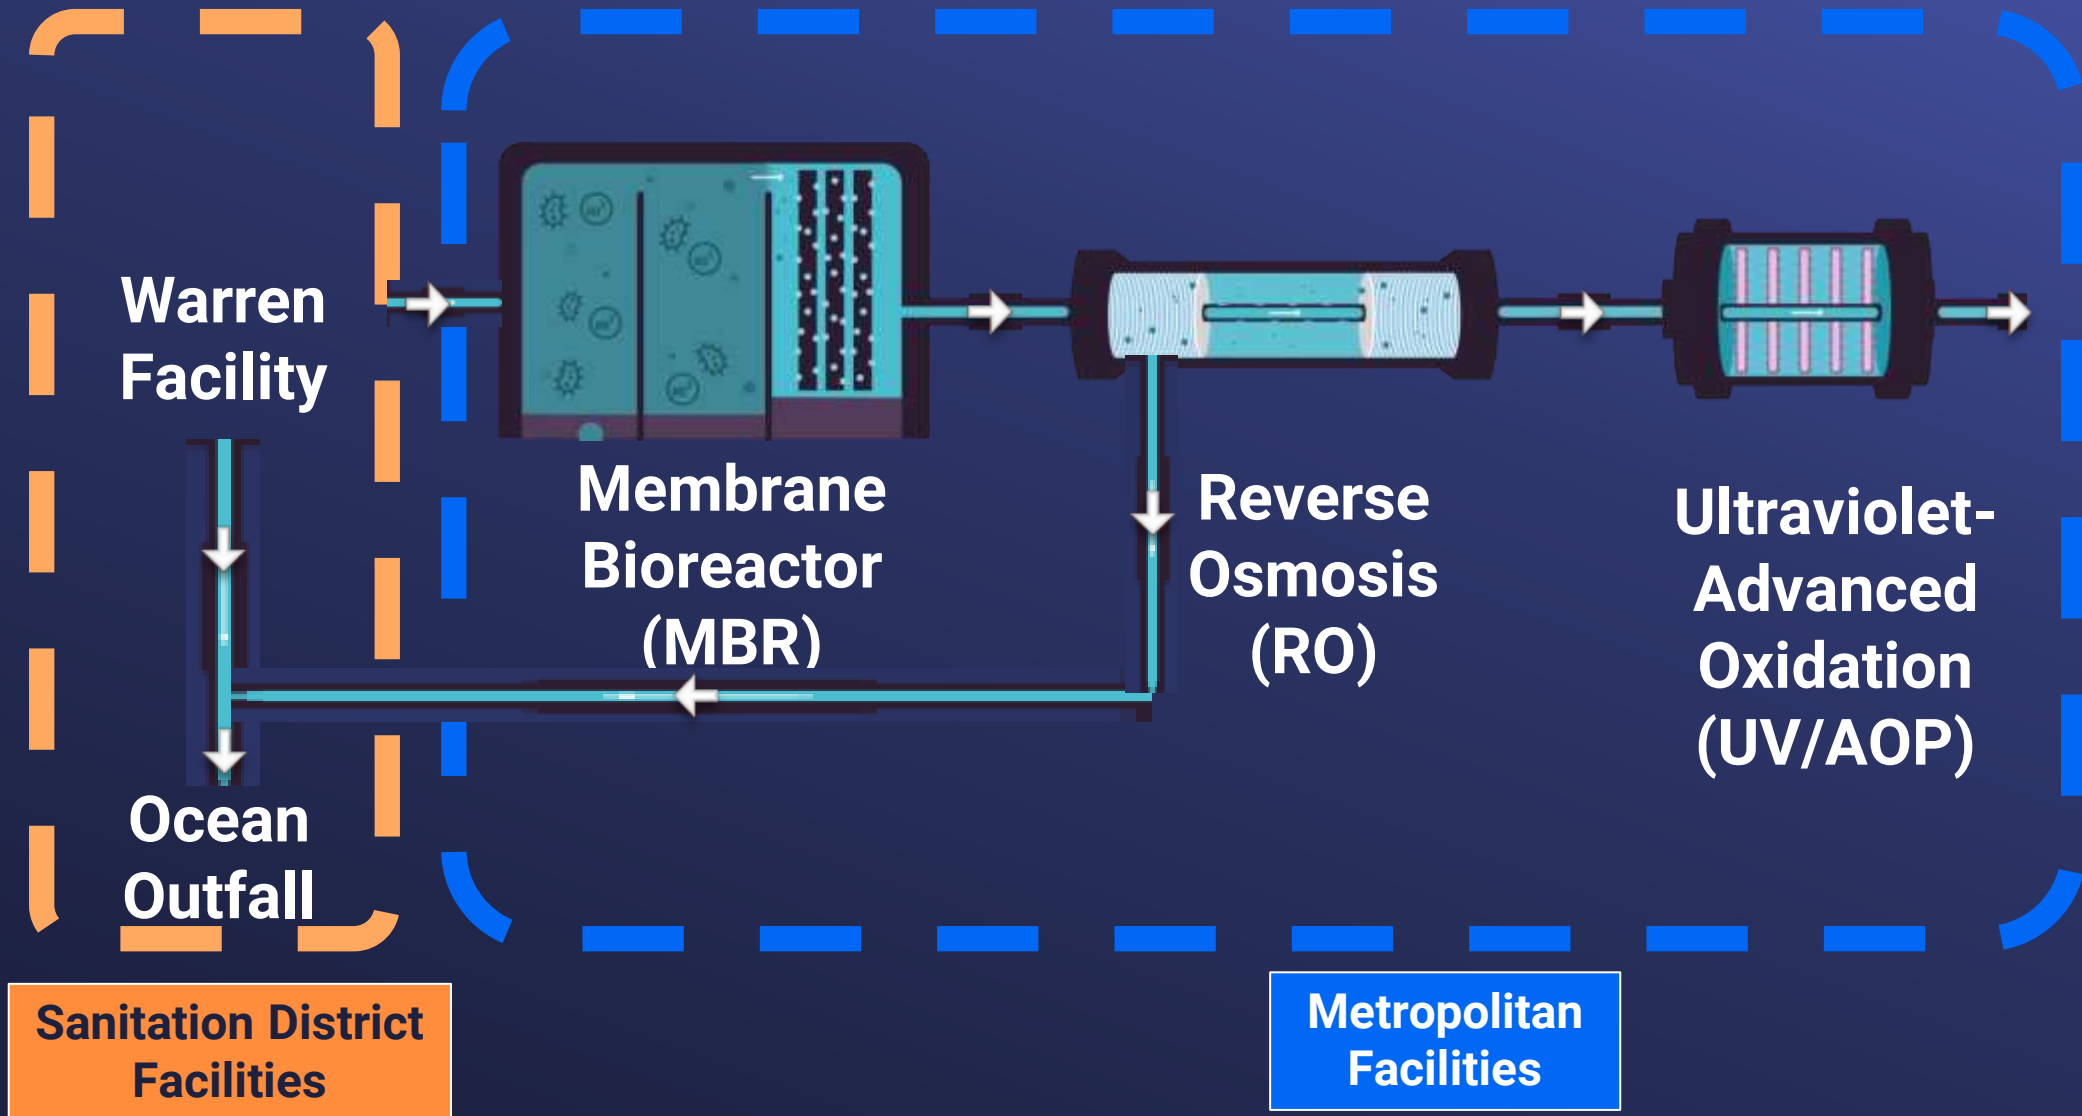 Warren
Facility
Membrane
Bioreactor
(MBR)
Reverse
Osmosis
(RO)
Ultraviolet-
Advanced
Oxidation
(UV/AOP)
Ocean
Outfall
Sanitation District
Facilities
Metropolitan
Facilities